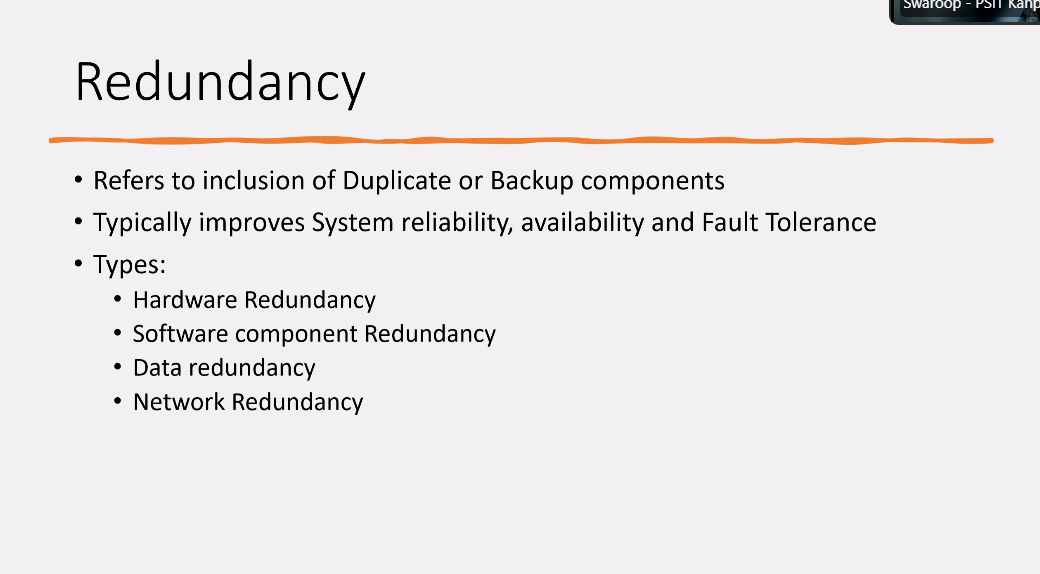 Swaroop - PSIT Kanp
Redundancy
• Refers to inclusion of Duplicate or Backup components
• Typically improves System reliability, availability and Fault Tolerance
• Types:
• Hardware Redundancy
• Software component Redundancy
• Data redundancy
• Network Redundancy